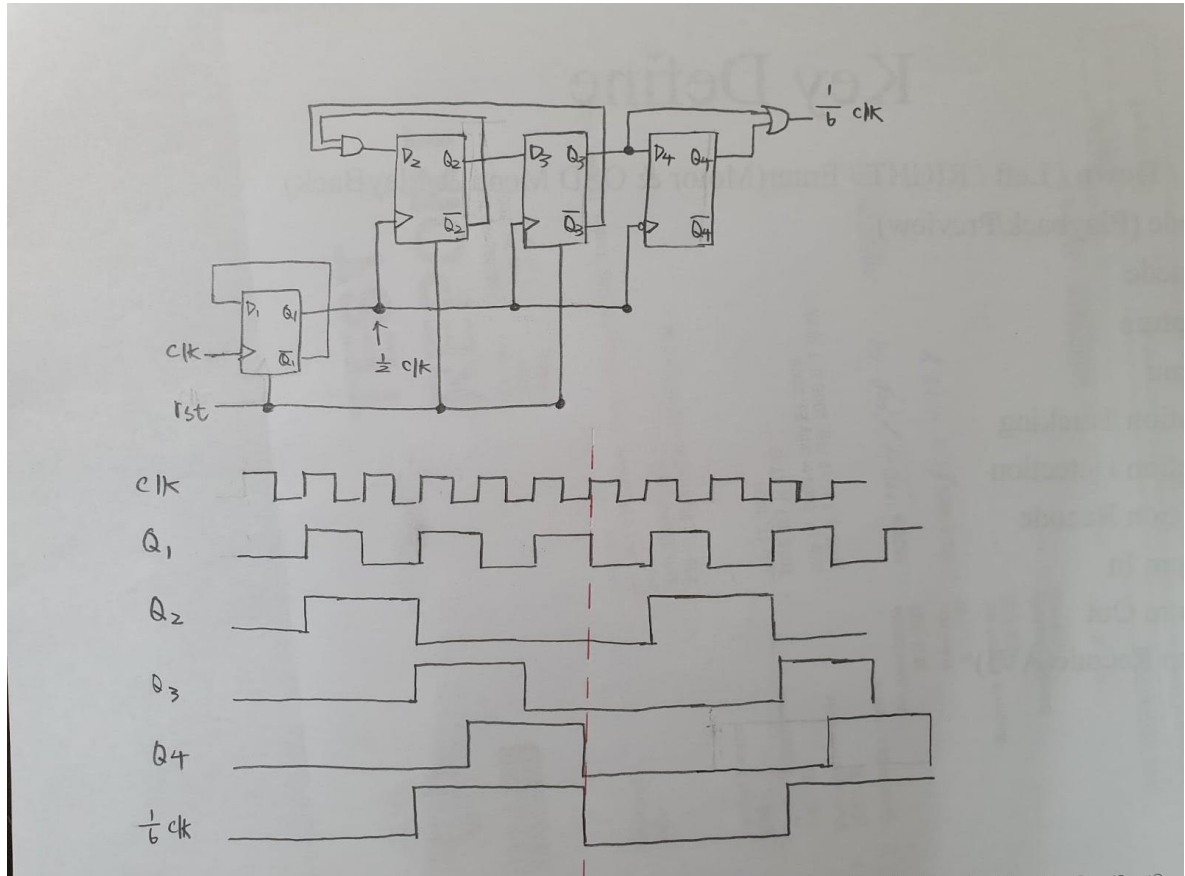 Key Define
1/6 clk
D2 Q2 D3 Q3 D4 Q4
Q̅2 Q̅3 Q̅4
D1 Q1
clk Q̅1
1/2 clk
rst
clk
Q1
Q2
Q3
Q4
1/6 clk